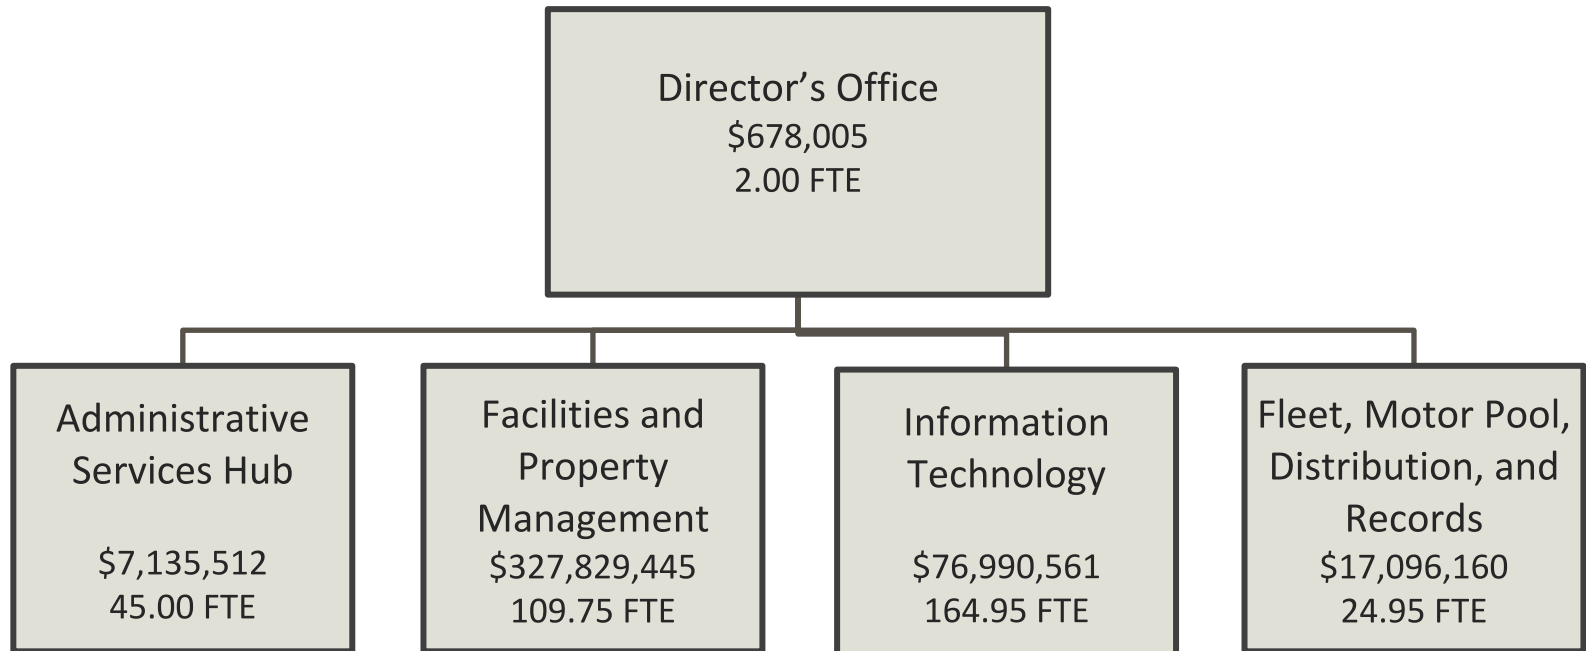 Director’s Office
$678,005
2.00 FTE
Administrative
Services Hub
$7,135,512
45.00 FTE
Facilities and
Property
Management
$327,829,445
109.75 FTE
Information
Technology
$76,990,561
164.95 FTE
Fleet, Motor Pool,
Distribution, and
Records
$17,096,160
24.95 FTE